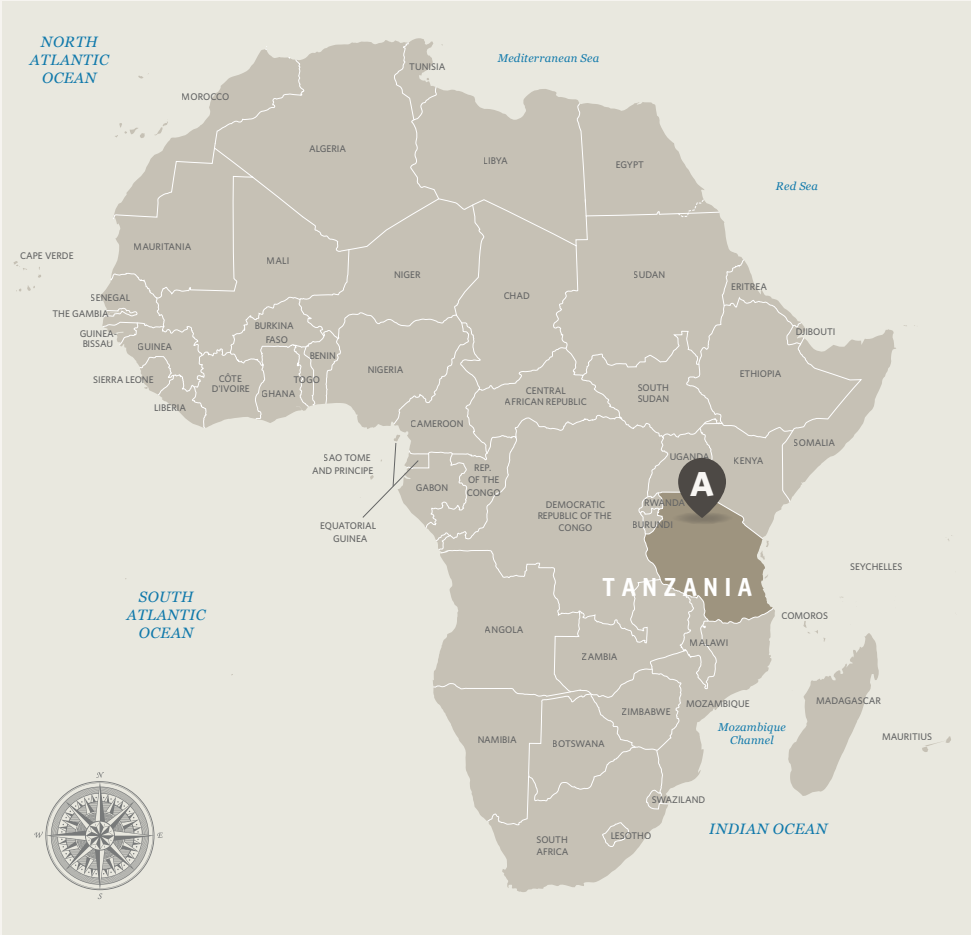 NORTH
ATLANTIC
OCEAN
Mediterranean Sea
TUNISIA
MOROCCO
ALGERIA
LIBYA
EGYPT
Red Sea
CAPE VERDE
MAURITANIA
MALI
NIGER
CHAD
SUDAN
ERITREA
SENEGAL
THE GAMBIA
GUINEA-
BISSAU
GUINEA
BURKINA
FASO
BENIN
NIGERIA
DJIBOUTI
SIERRA LEONE
CÔTE
D'IVOIRE
GHANA
TOGO
LIBERIA
CAMEROON
CENTRAL
AFRICAN REPUBLIC
SOUTH
SUDAN
ETHIOPIA
SOMALIA
SAO TOME
AND PRINCIPE
GABON
REP.
OF THE
CONGO
UGANDA
KENYA
A
EQUATORIAL
GUINEA
DEMOCRATIC
REPUBLIC OF THE
CONGO
RWANDA
BURUNDI
TANZANIA
SEYCHELLES
SOUTH
ATLANTIC
OCEAN
ANGOLA
ZAMBIA
MALAWI
COMOROS
NAMIBIA
BOTSWANA
ZIMBABWE
MOZAMBIQUE
Mozambique
Channel
MADAGASCAR
MAURITIUS
SWAZILAND
LESOTHO
SOUTH
AFRICA
INDIAN OCEAN
N
W
E
S